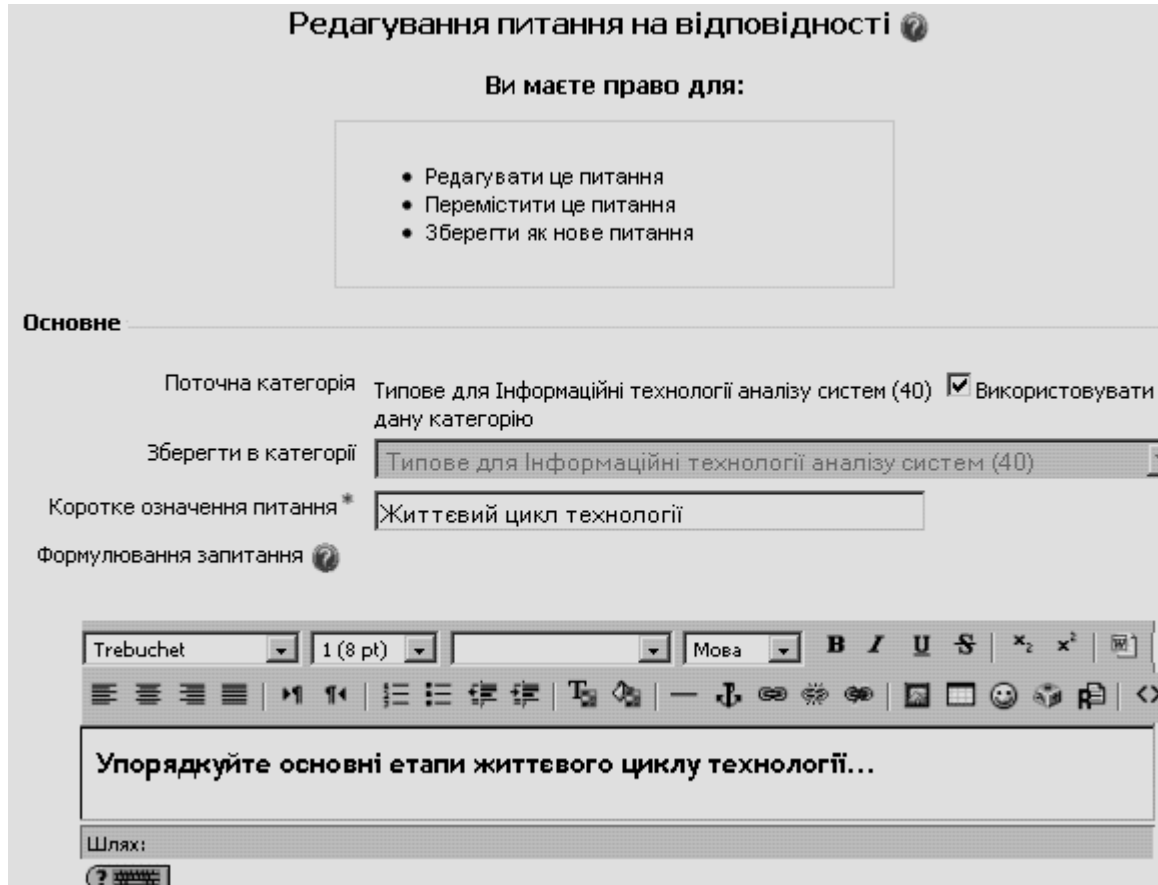 Редагування питання на відповідності
Ви маєте право для:
Редагувати це питання
Перемістити це питання
Зберегти як нове питання
Основне
Поточна категорія Типове для Інформаційні технології аналізу систем (40) Використовувати
дану категорію
Зберегти в категорії Типове для Інформаційні технології аналізу систем (40)
Коротке означення питання* Життєвий цикл технології
Формулювання запитання
Trebuchet 1 (8 pt) Мова B I U S x₂ x²
Упорядкуйте основні етапи життєвого циклу технології...
Шлях: